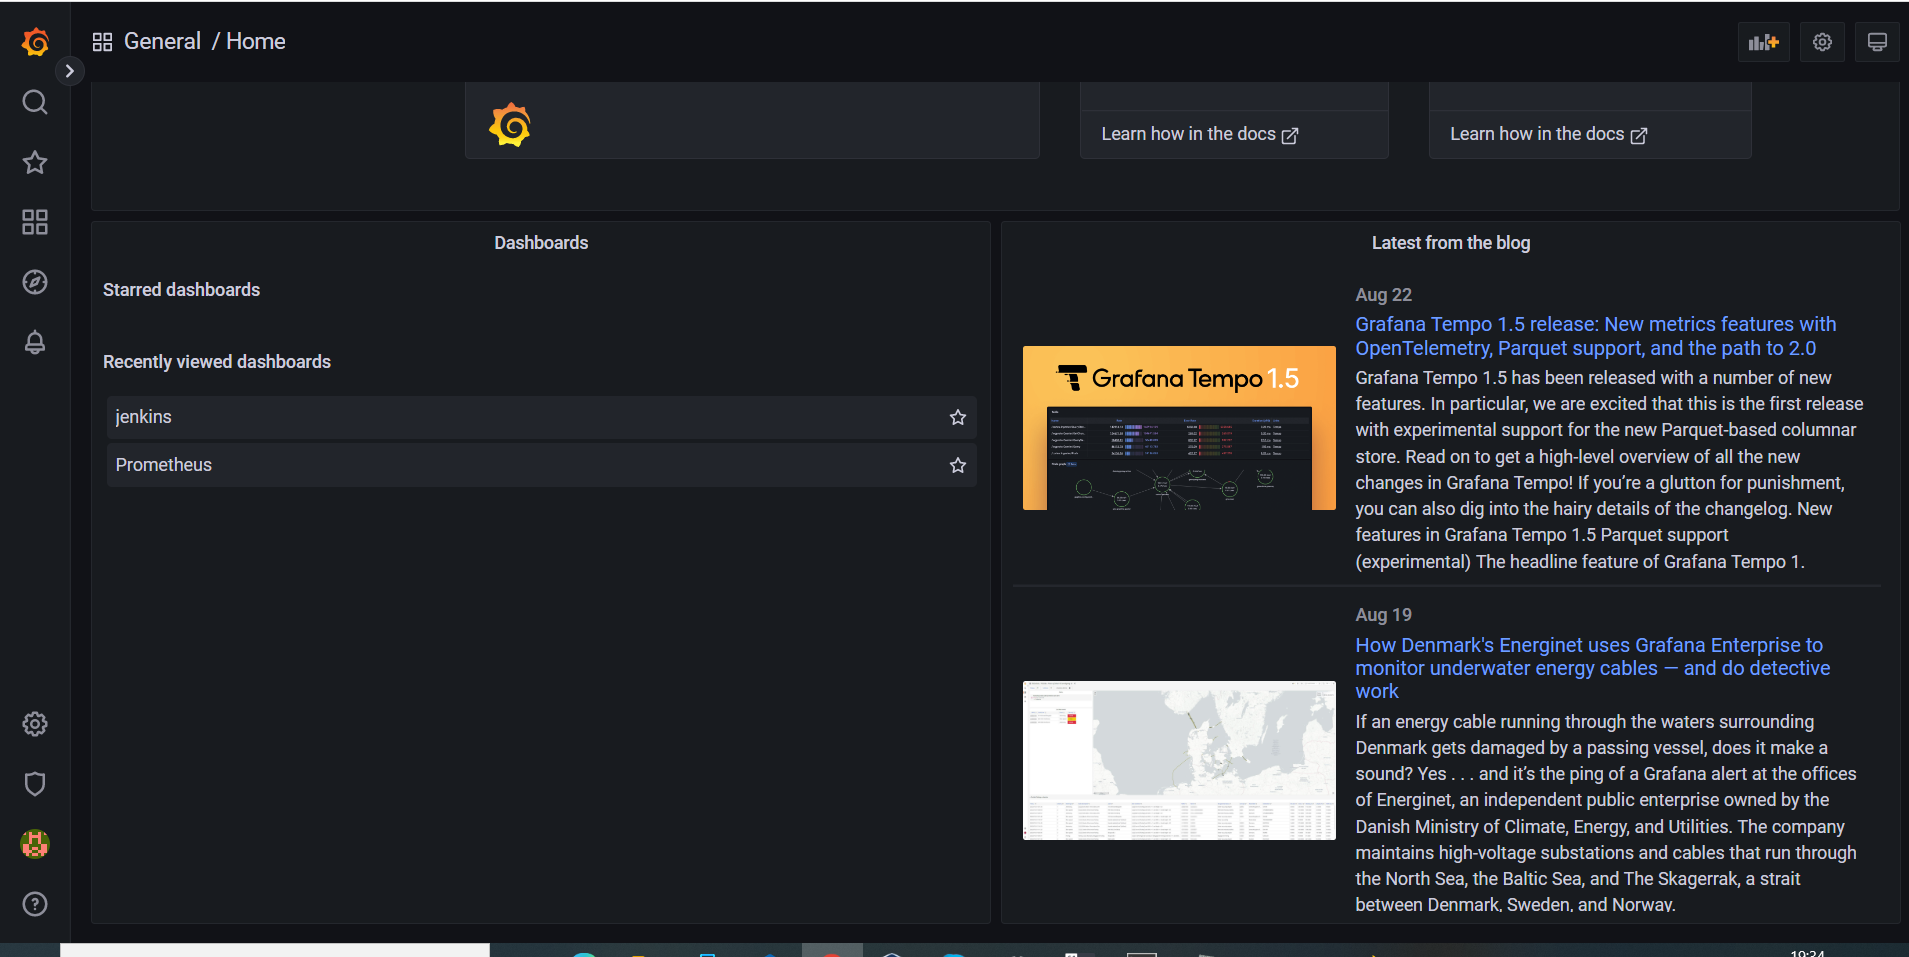 General / Home
Learn how in the docs
Learn how in the docs
Dashboards
Starred dashboards
Recently viewed dashboards
jenkins
Prometheus
Latest from the blog
Grafana Tempo 1.5
Aug 22
Grafana Tempo 1.5 release: New metrics features with
OpenTelemetry, Parquet support, and the path to 2.0
Grafana Tempo 1.5 has been released with a number of new
features. In particular, we are excited that this is the first release
with experimental support for the new Parquet-based columnar
store. Read on to get a high-level overview of all the new
changes in Grafana Tempo! If you’re a glutton for punishment,
you can also dig into the hairy details of the changelog. New
features in Grafana Tempo 1.5 Parquet support
(experimental) The headline feature of Grafana Tempo 1.
Aug 19
How Denmark's Energinet uses Grafana Enterprise to
monitor underwater energy cables — and do detective
work
If an energy cable running through the waters surrounding
Denmark gets damaged by a passing vessel, does it make a
sound? Yes . . . and it’s the ping of a Grafana alert at the offices
of Energinet, an independent public enterprise owned by the
Danish Ministry of Climate, Energy, and Utilities. The company
maintains high-voltage substations and cables that run through
the North Sea, the Baltic Sea, and The Skagerrak, a strait
between Denmark, Sweden, and Norway.